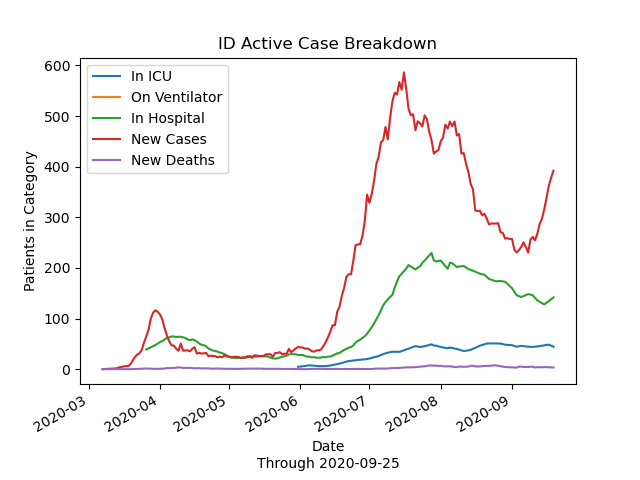 ID Active Case Breakdown
600
500
400
300
200
100
0
Patients in Category
In ICU
On Ventilator
In Hospital
New Cases
New Deaths
2020-03
2020-04
2020-05
2020-06
2020-07
2020-08
2020-09
Date
Through 2020-09-25